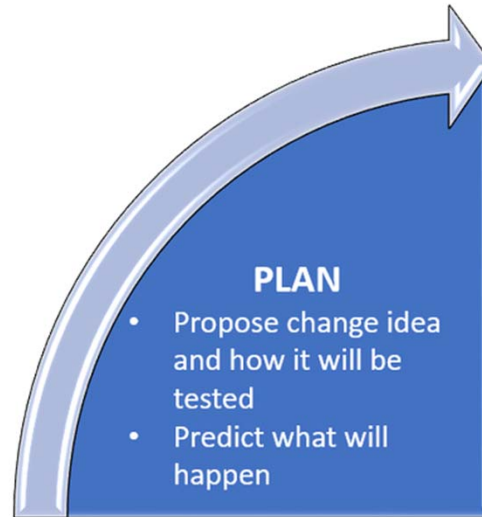 PLAN
• Propose change idea
and how it will be
tested
• Predict what will
happen